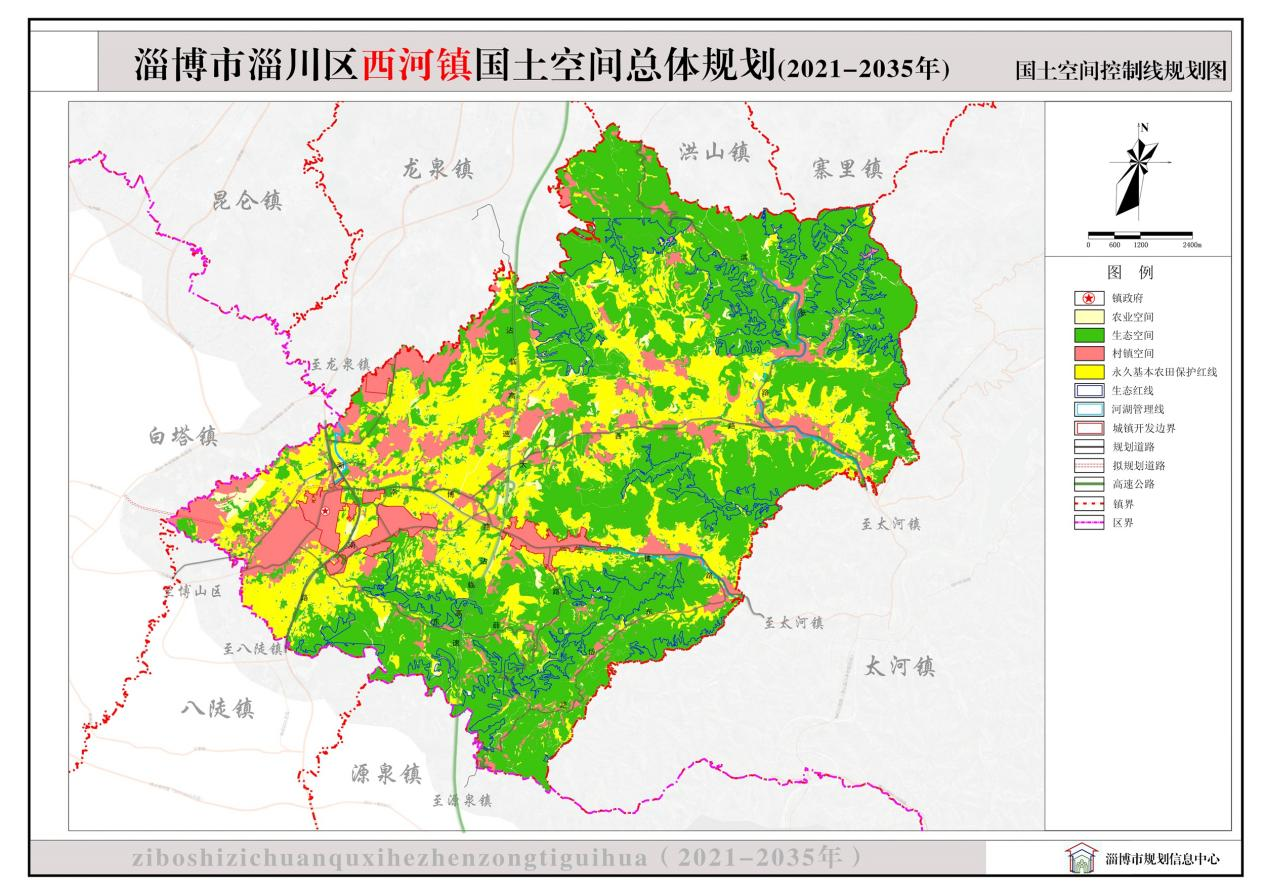 淄博市淄川区西河镇国土空间总体规划(2021-2035年)
国土空间控制线规划图
洪山镇
龙泉镇
寨里镇
昆仑镇
至龙泉镇
白塔镇
至太河镇
至博山区
至太河镇
至八陡镇
太河镇
八陡镇
源泉镇
至源泉镇
N
0 600 1200 2400m
图 例
镇政府
农业空间
生态空间
村镇空间
永久基本农田保护红线
生态红线
河湖管理线
城镇开发边界
规划道路
拟规划道路
高速公路
镇界
区界
ziboshizichuanquxihezhenzongtiguihua（2021-2035年）
淄博市规划信息中心